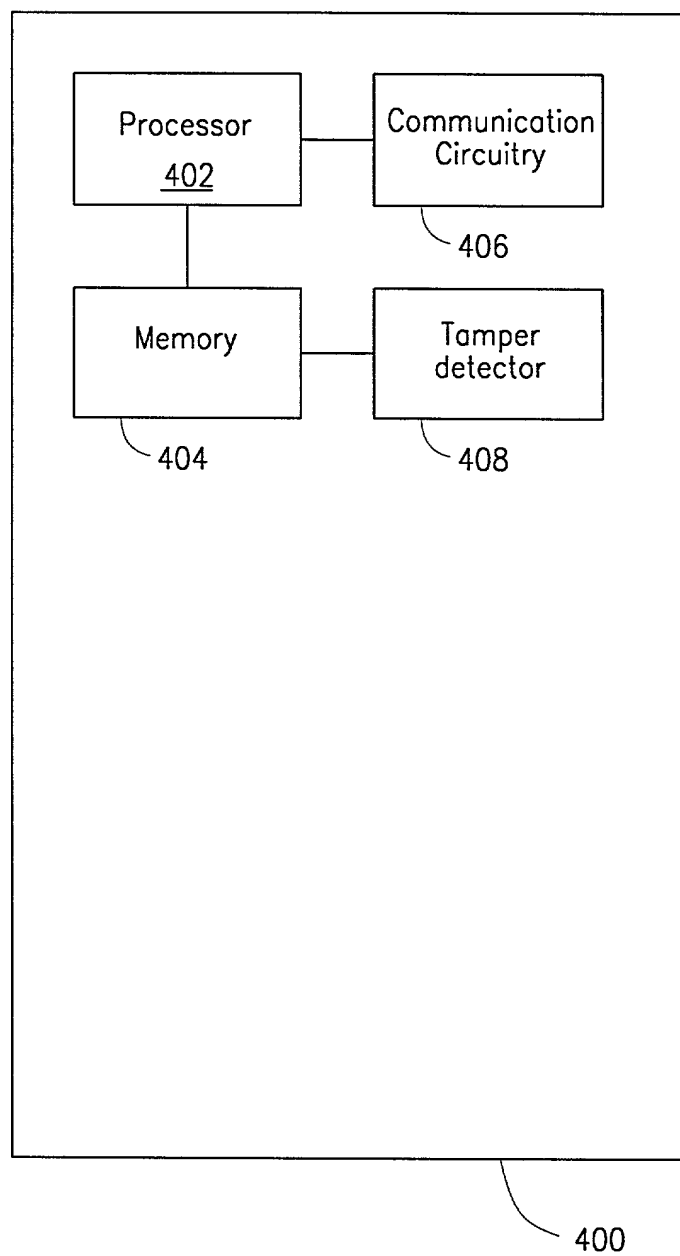 Processor
402
Communication
Circuitry
406
Memory
404
Tamper
detector
408
400